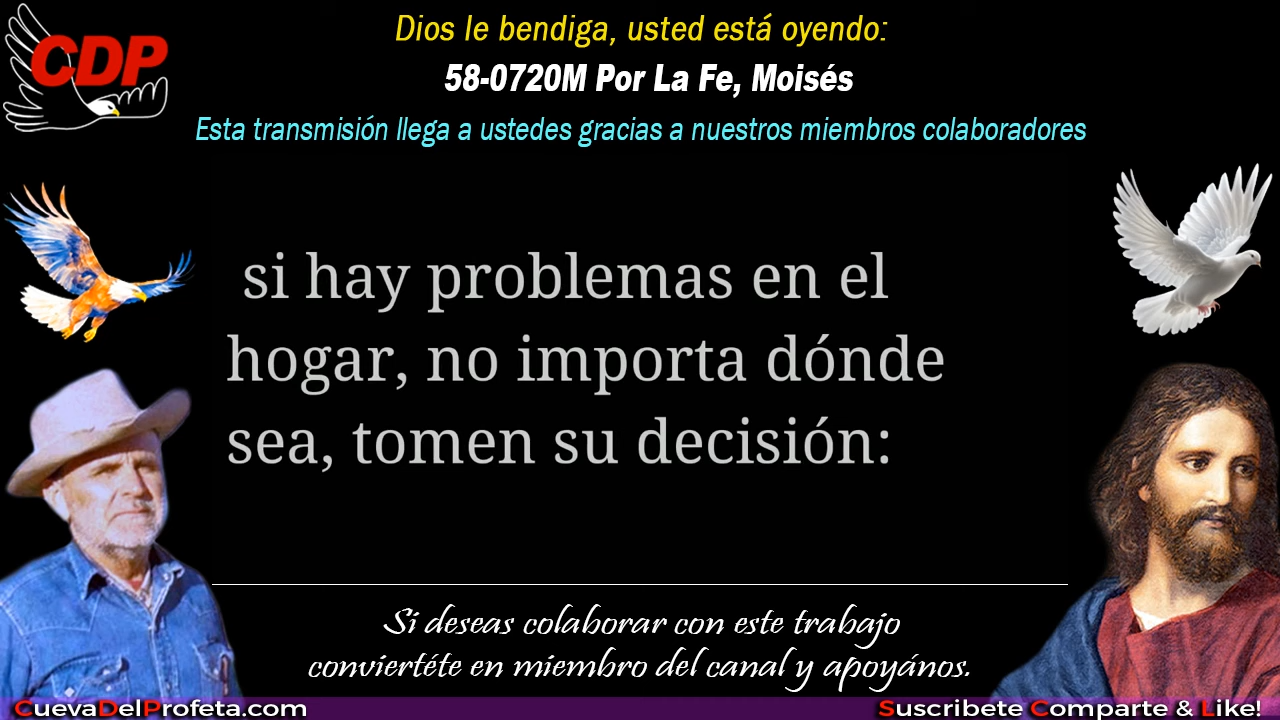 CDP
Dios le bendiga, usted está oyendo:
58-0720M Por La Fe, Moisés
Esta transmisión llega a ustedes gracias a nuestros miembros colaboradores
si hay problemas en el
hogar, no importa dónde
sea, tomen su decisión:
Si deseas colaborar con este trabajo
conviertéte en miembro del canal y apoyános.
CuevaDelProfeta.com
Suscribete Comparte & Like!